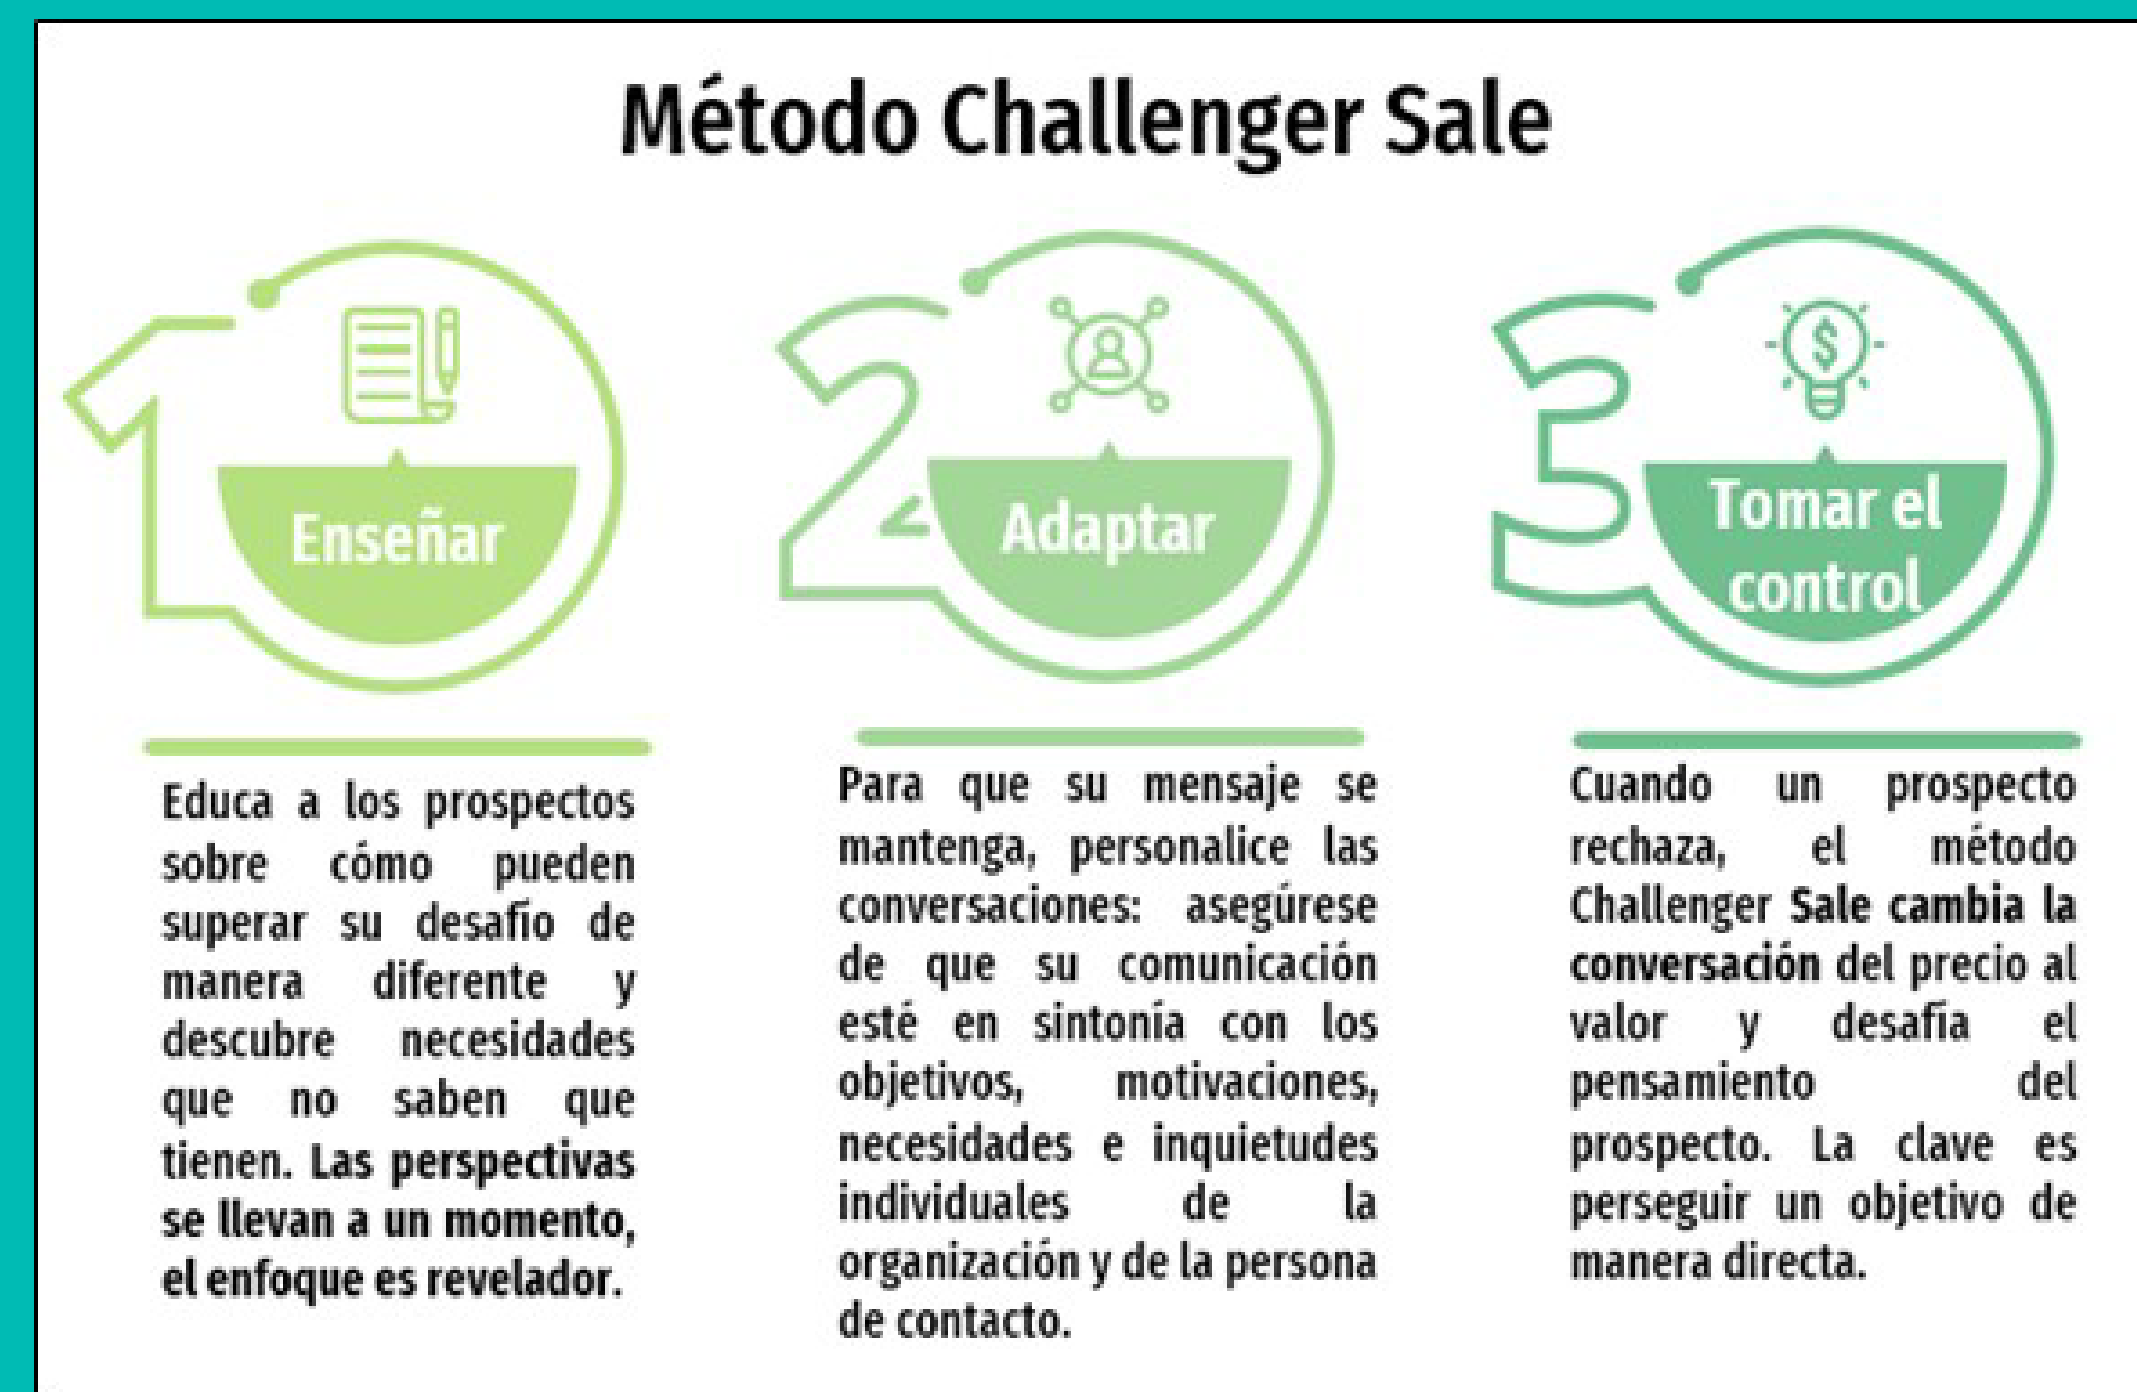 Método Challenger Sale
1
Enseñar
Educa a los prospectos
sobre cómo pueden
superar su desafío de
manera diferente y
descubre necesidades
que no saben que
tienen. Las perspectivas
se llevan a un momento,
el enfoque es revelador.
2
Adaptar
Para que su mensaje se
mantenga, personalice las
conversaciones: asegúrese
de que su comunicación
esté en sintonía con los
objetivos, motivaciones,
necesidades e inquietudes
individuales de la
organización y de la persona
de contacto.
3
$
Tomar el
control
Cuando un prospecto
rechaza, el método
Challenger Sale cambia la
conversación del precio al
valor y desafía el
pensamiento del
prospecto. La clave es
perseguir un objetivo de
manera directa.